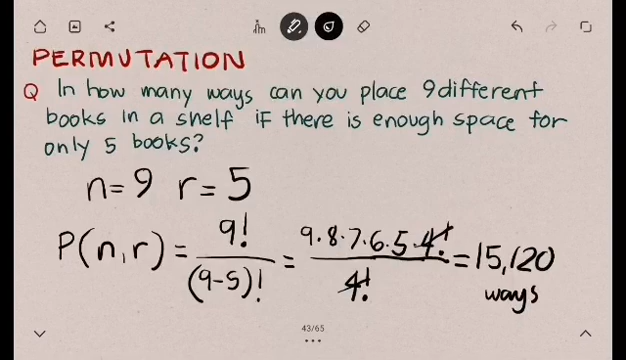 PERMUTATION
Q In how many ways can you place 9 different
books in a shelf if there is enough space for
only 5 books?
n=9 r=5
P(n,r) = 9!/(9-5)! = 9·8·7·6·5·4!/4! = 15,120
ways
43/65